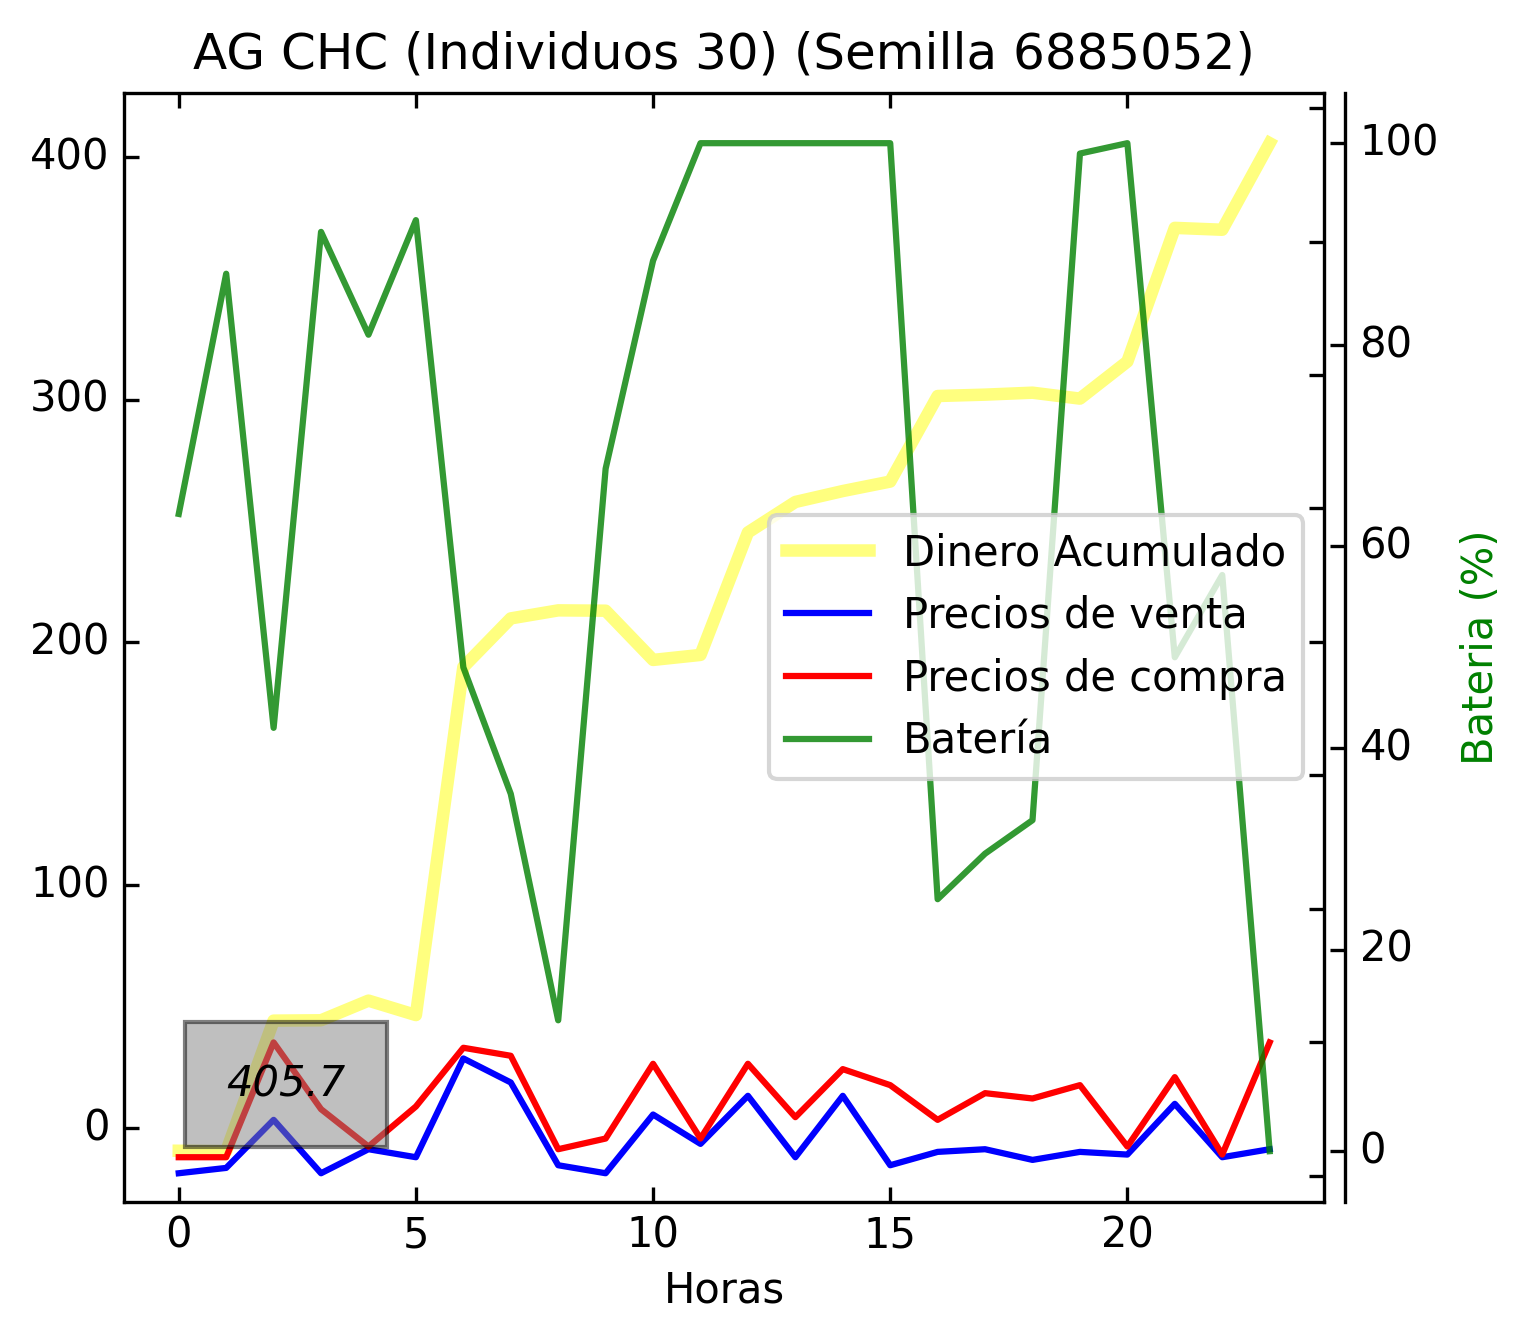 AG CHC (Individuos 30) (Semilla 6885052)
400
300
200
100
0
100
80
60
40
20
0
Bateria (%)
Dinero Acumulado
Precios de venta
Precios de compra
Batería
405.7
0 5 10 15 20
Horas